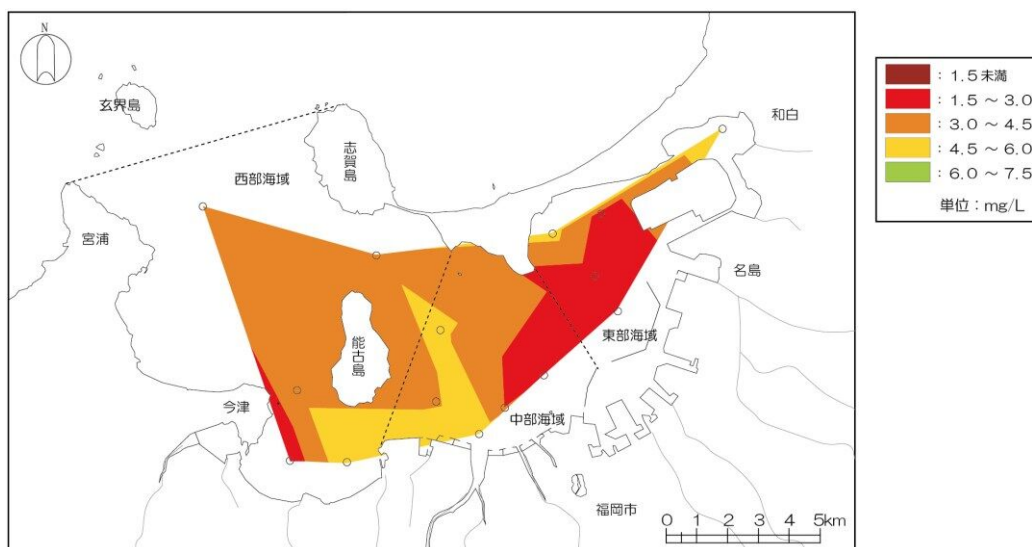 N
玄界島
志賀島
和白
西部海域
宮浦
名島
能古島
東部海域
今津
中部海域
福岡市
0 1 2 3 4 5km
: 1.5未満
: 1.5 ～ 3.0
: 3.0 ～ 4.5
: 4.5 ～ 6.0
: 6.0 ～ 7.5
単位：mg/L